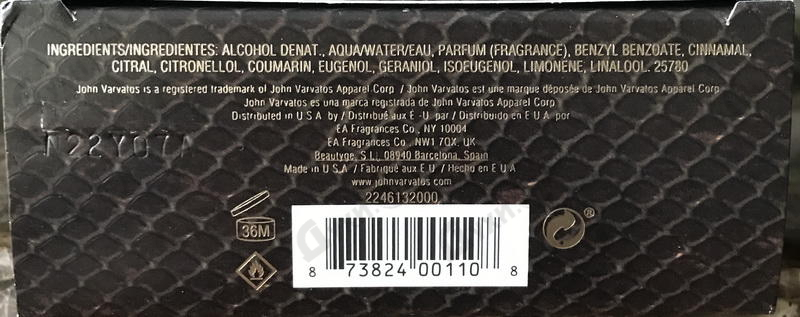 INGREDIENTS/INGREDIENTES: ALCOHOL DENAT., AQUA/WATER/EAU, PARFUM (FRAGRANCE), BENZYL BENZOATE, CINNAMAL,
CITRAL, CITRONELLOL, COUMARIN, EUGENOL, GERANIOL, ISOEUGENOL, LIMONENE, LINALOOL. 25780
John Varvatos is a registered trademark of John Varvatos Apparel Corp / John Varvatos est une marque déposée de John Varvatos Apparel Corp
John Varvatos es una marca registrada de John Varvatos Apparel Corp
Distributed in U.S.A. by / Distribué aux E.-U. par / Distribuido en E.U.A. por
EA Fragrances Co., NY 10004
EA Fragrances Co., NW1 7QX, UK
Beautyge, S.L., 08940 Barcelona, Spain
Made in U.S.A. / Fabriqué aux E.U. / Hecho en E.U.A.
www.johnvarvatos.com
2246132000
36M
®
8 73824 00110 8